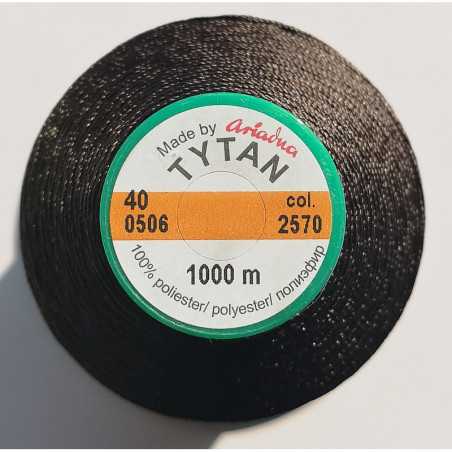 Made by Ariadna
TYTAN
40 col.
0506 2570
1000 m
100% poliester/ polyester/ полиэфир